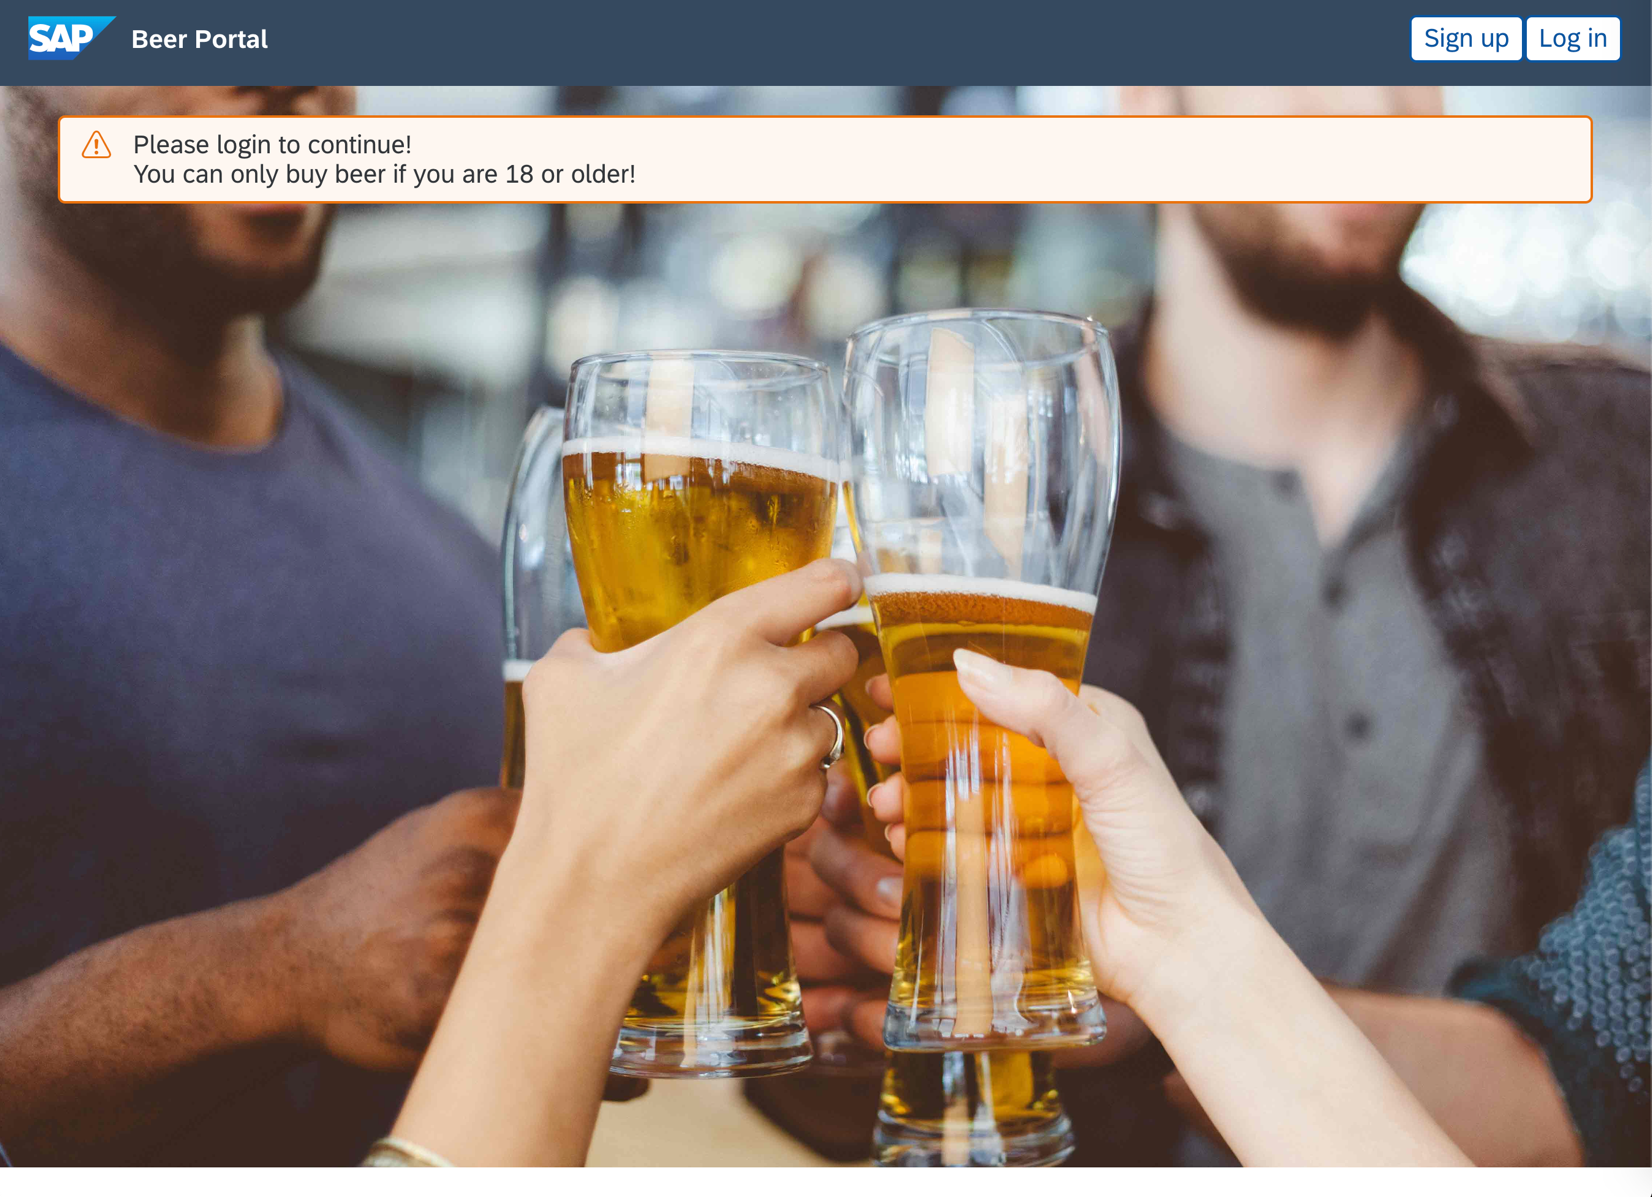 SAP
Beer Portal
Sign up
Log in
Please login to continue!
You can only buy beer if you are 18 or older!